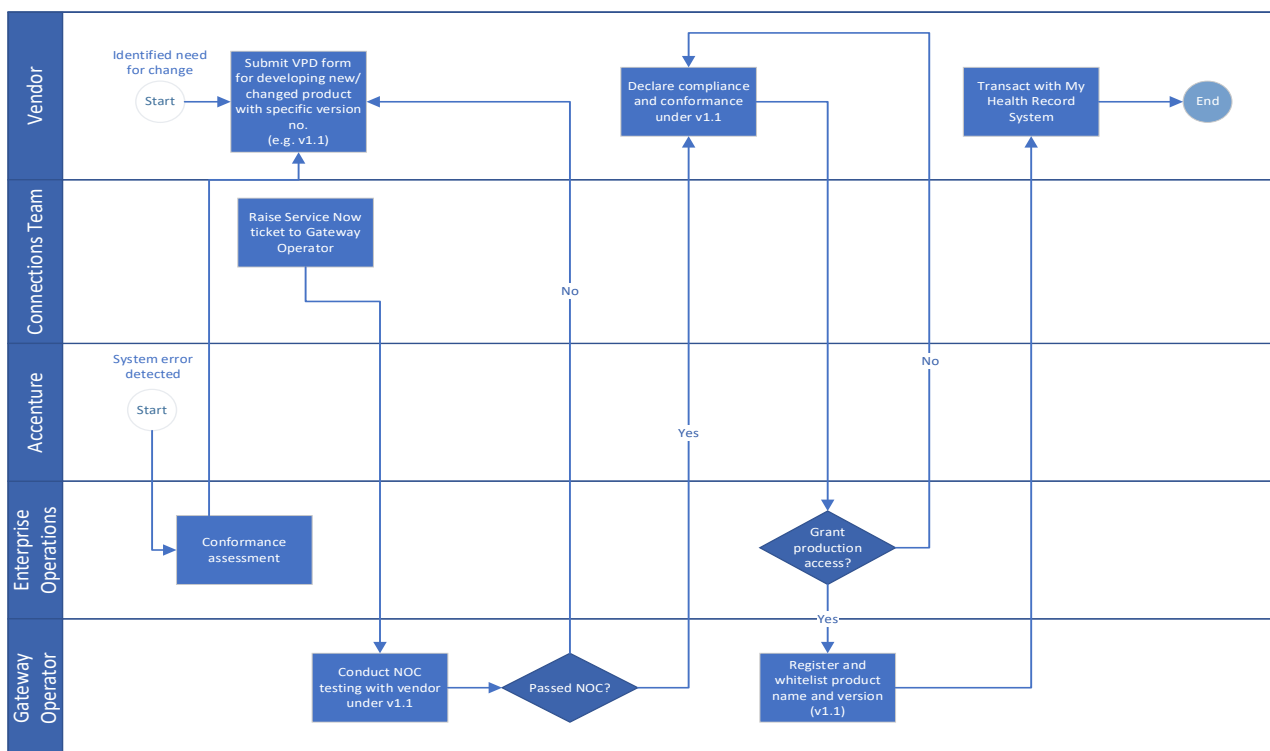 Vendor
Identified need
for change
Start
Submit VPD form
for developing new/
changed product
with specific version
no.
(e.g. v1.1)
Declare compliance
and conformance
under v1.1
Transact with My
Health Record
System
End
Connections Team
Raise Service Now
ticket to Gateway
Operator
No
Accenture
System error
detected
Start
No
Yes
Enterprise
Operations
Conformance
assessment
Grant
production
access?
Yes
Gateway
Operator
Conduct NOC
testing with vendor
under v1.1
Passed NOC?
Register and
whitelist product
name and version
(v1.1)